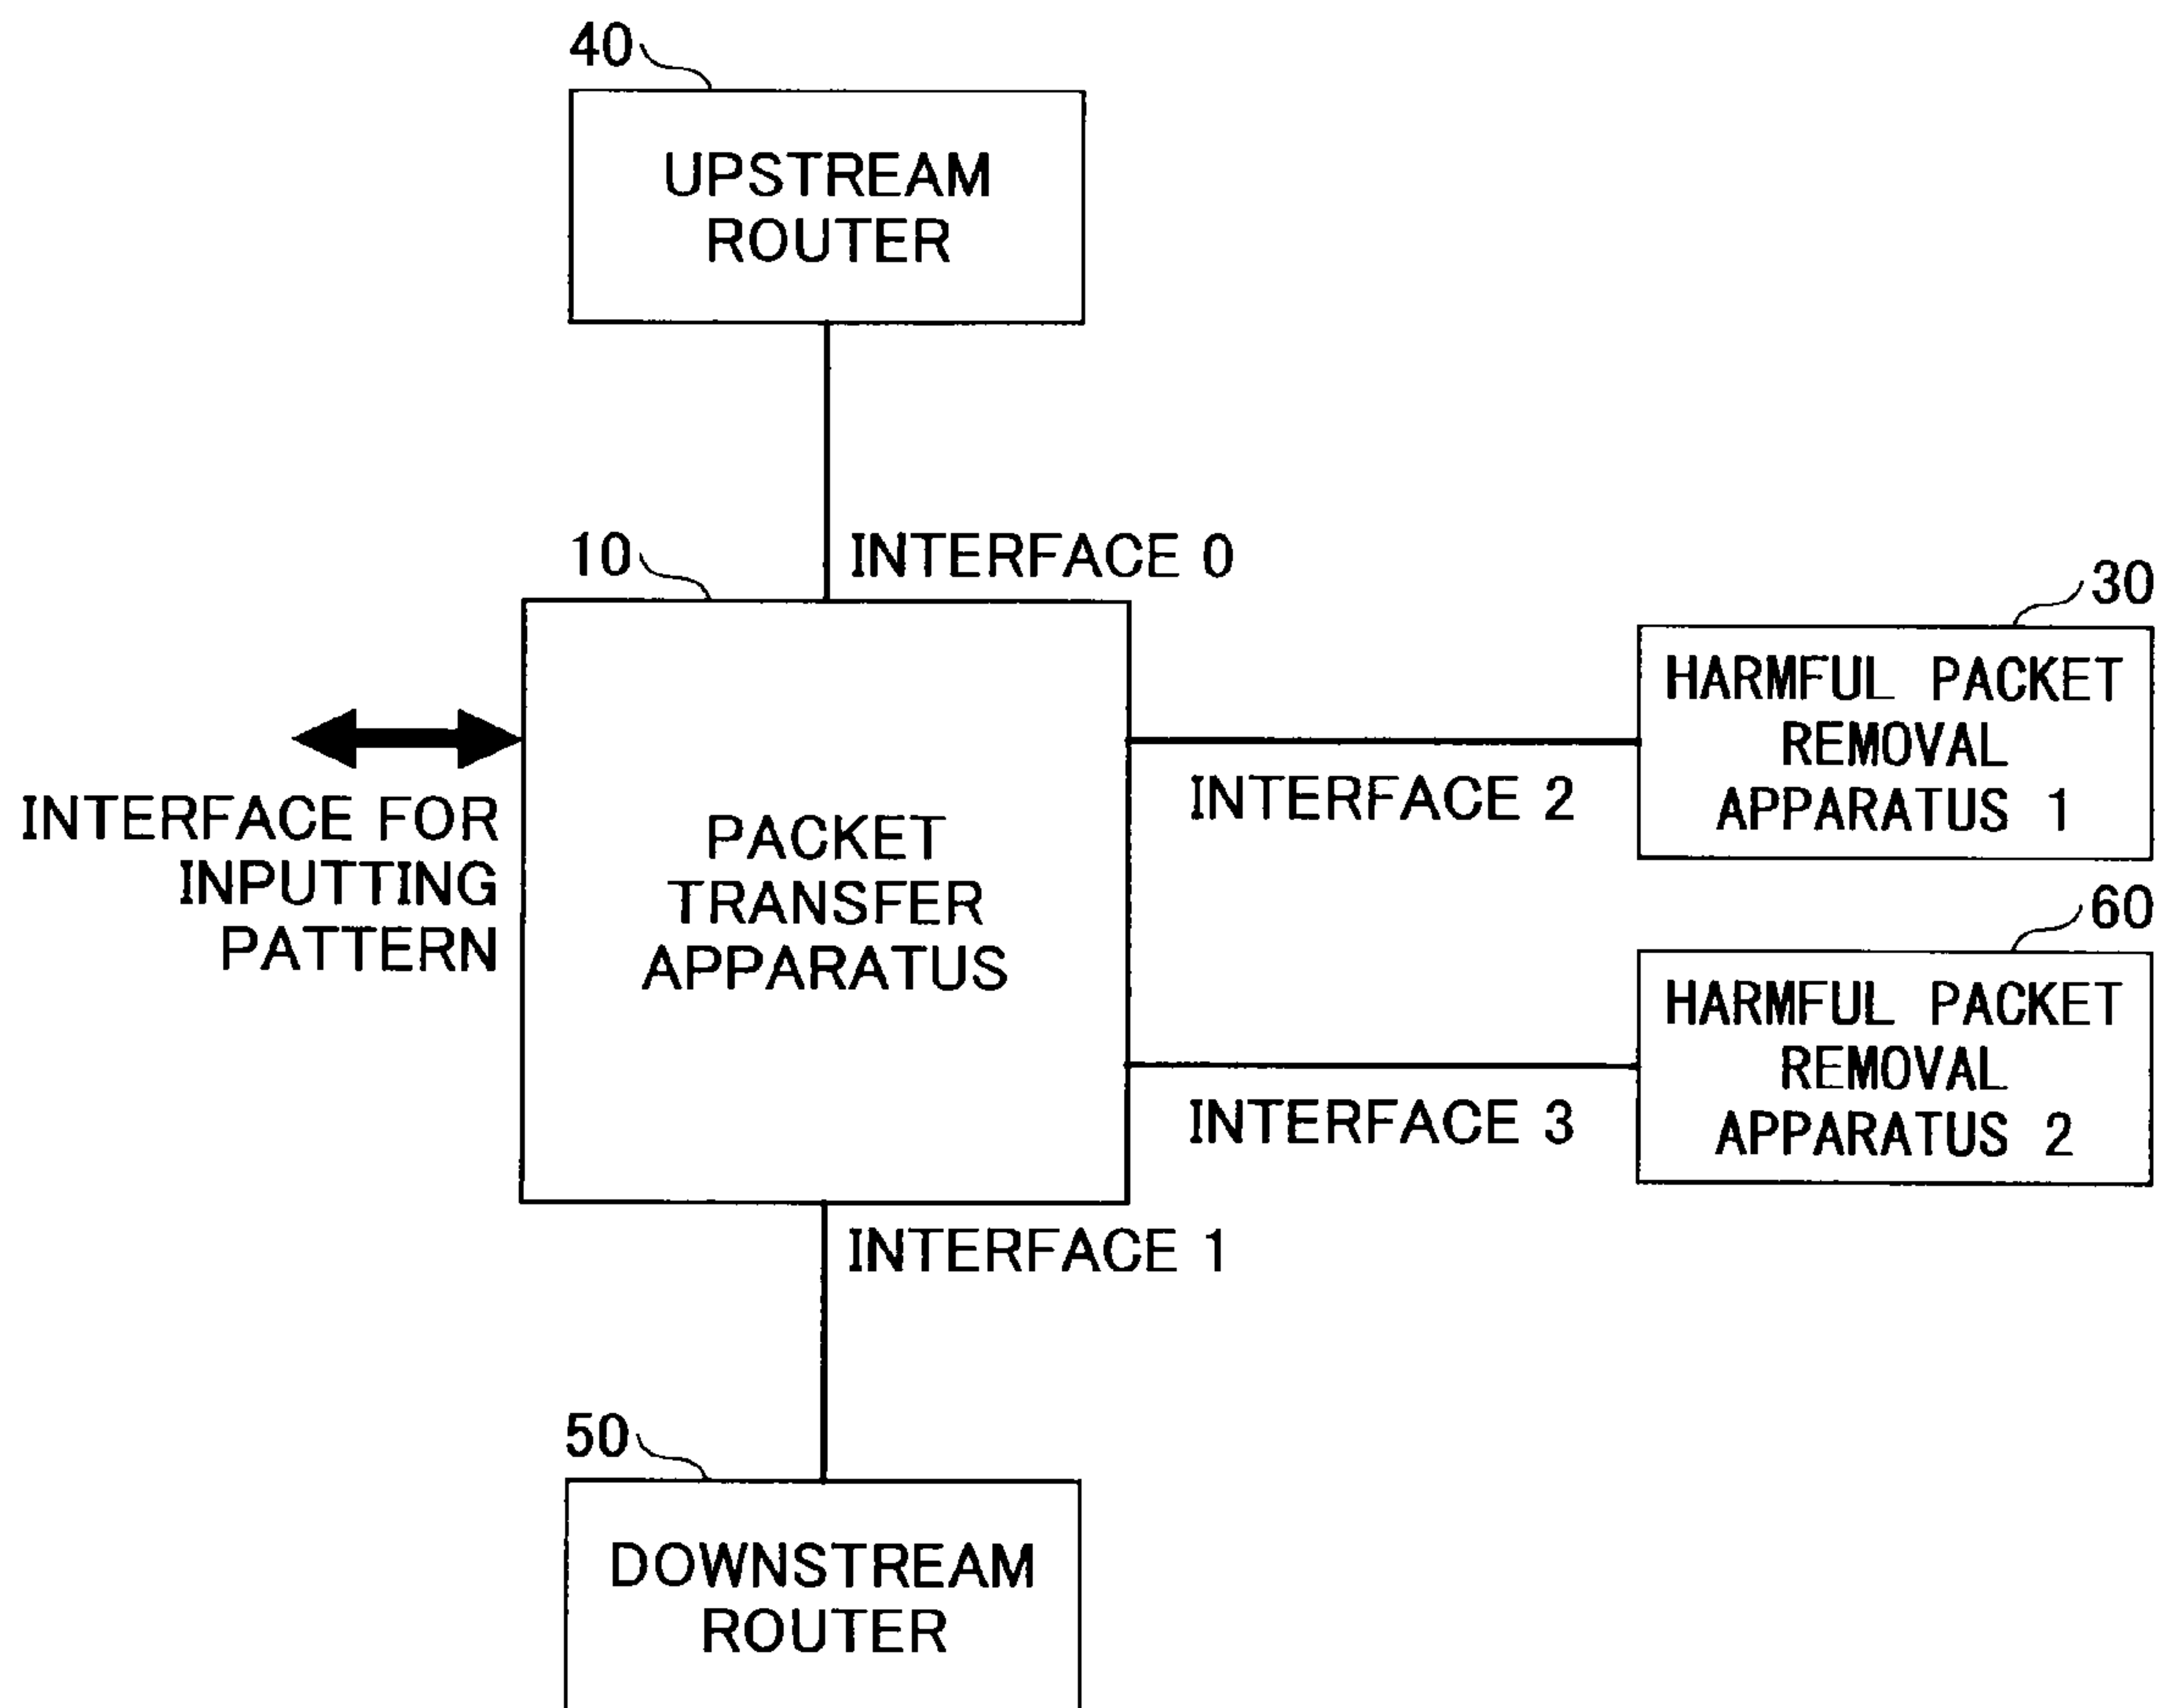 40
UPSTREAM
ROUTER
10
INTERFACE 0
30
HARMFUL PACKET
REMOVAL
APPARATUS 1
INTERFACE 2
INTERFACE FOR
INPUTTING
PATTERN
PACKET
TRANSFER
APPARATUS
60
HARMFUL PACKET
REMOVAL
APPARATUS 2
INTERFACE 3
INTERFACE 1
50
DOWNSTREAM
ROUTER